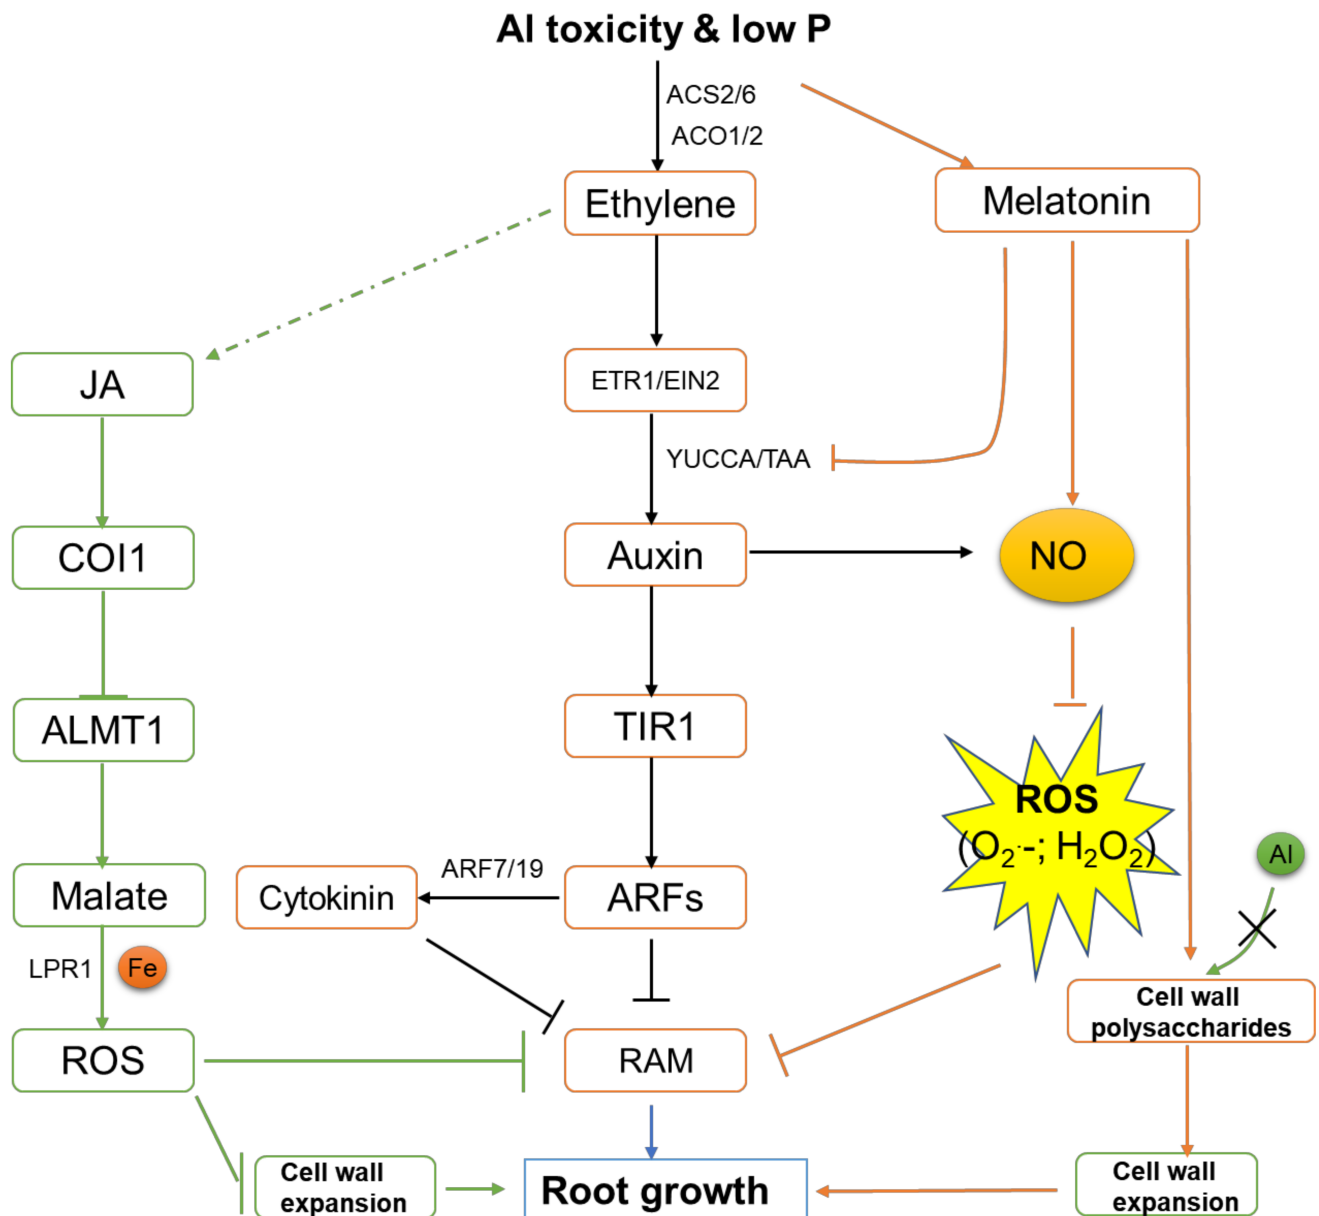 Al toxicity & low P
ACS2/6
ACO1/2
Ethylene
Melatonin
JA
ETR1/EIN2
YUCCA/TAA
COI1
Auxin
NO
ALMT1
TIR1
ROS
(O₂·-; H₂O₂)
Al
Malate
Cytokinin
ARF7/19
ARFs
LPR1
Fe
Cell wall
polysaccharides
ROS
RAM
Cell wall
expansion
Root growth
Cell wall
expansion